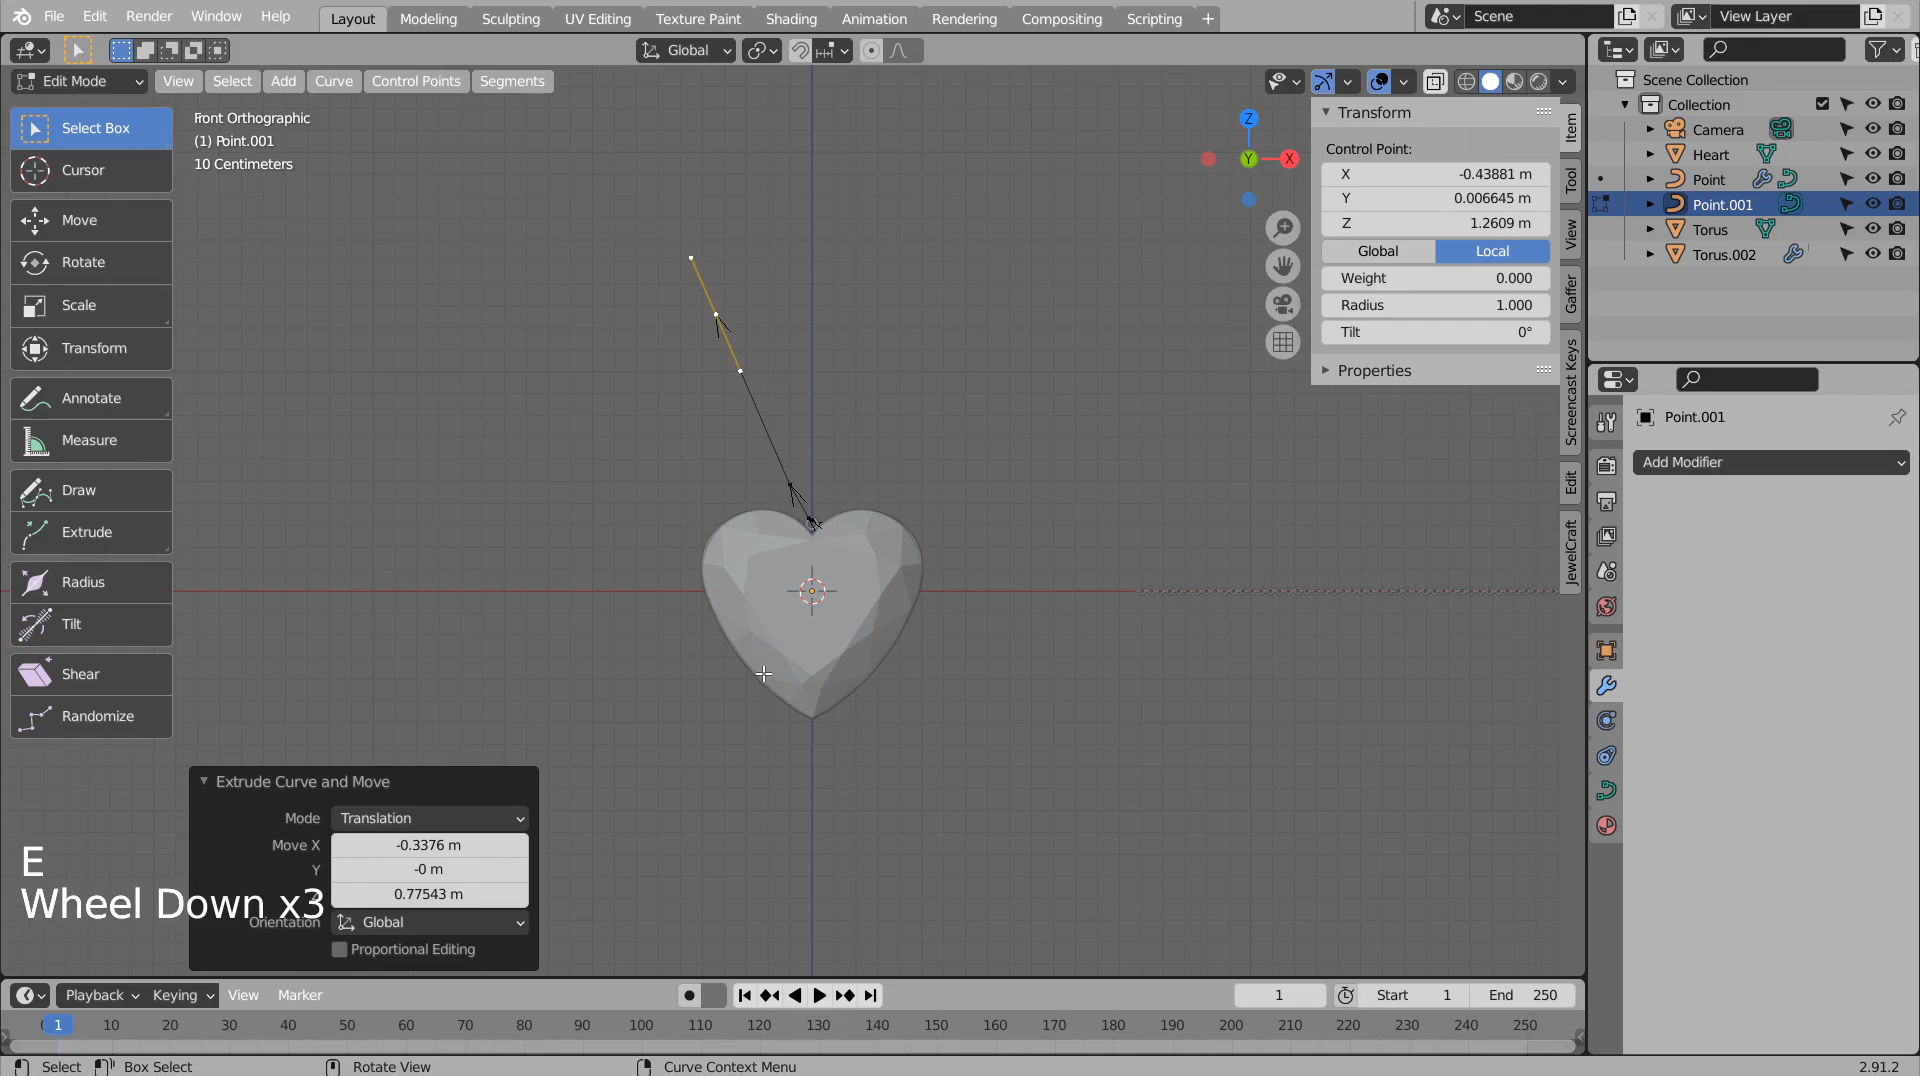 File Edit Render Window Help
Layout Modeling Sculpting UV Editing Texture Paint Shading Animation Rendering Compositing Scripting +
Scene
View Layer
Global
Edit Mode View Select Add Curve Control Points Segments
Select Box
Cursor
Move
Rotate
Scale
Transform
Annotate
Measure
Draw
Extrude
Radius
Tilt
Shear
Randomize
Front Orthographic
(1) Point.001
10 Centimeters
Z
Y
X
Transform
Control Point:
X -0.43881 m
Y 0.006645 m
Z 1.2609 m
Global Local
Weight 0.000
Radius 1.000
Tilt 0°
Properties
Item
Tool
View
Gaffer
Screencast Keys
Edit
JewelCraft
Scene Collection
Collection
Camera
Heart
Point
Point.001
Torus
Torus.002
Point.001
Add Modifier
Extrude Curve and Move
Mode Translation
Move X -0.3376 m
Y -0 m
0.77543 m
Orientation Global
Proportional Editing
E
Wheel Down x3
Playback Keying View Marker
1 Start 1 End 250
1 10 20 30 40 50 60 70 80 90 100 110 120 130 140 150 160 170 180 190 200 210 220 230 240 250
Select Box Select Rotate View Curve Context Menu 2.91.2